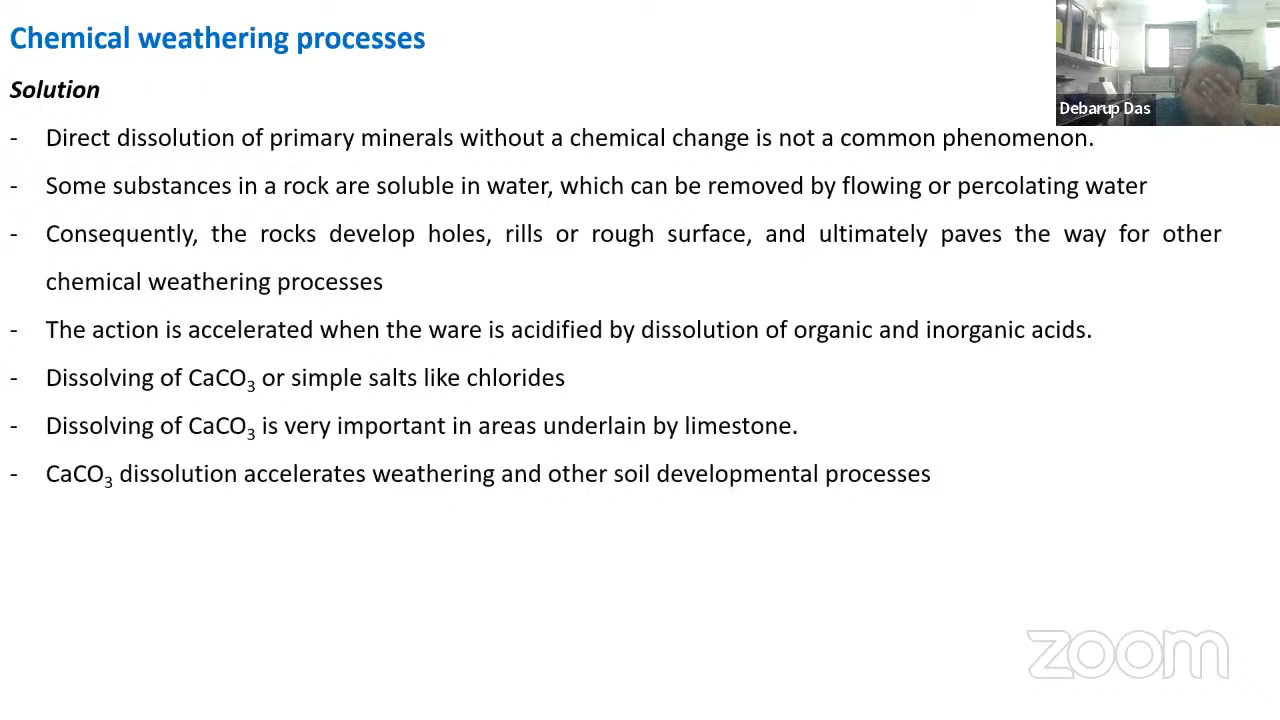 Chemical weathering processes
Debarup Das
Solution
- Direct dissolution of primary minerals without a chemical change is not a common phenomenon.
- Some substances in a rock are soluble in water, which can be removed by flowing or percolating water
- Consequently, the rocks develop holes, rills or rough surface, and ultimately paves the way for other
chemical weathering processes
- The action is accelerated when the ware is acidified by dissolution of organic and inorganic acids.
- Dissolving of CaCO₃ or simple salts like chlorides
- Dissolving of CaCO₃ is very important in areas underlain by limestone.
- CaCO₃ dissolution accelerates weathering and other soil developmental processes
zoom